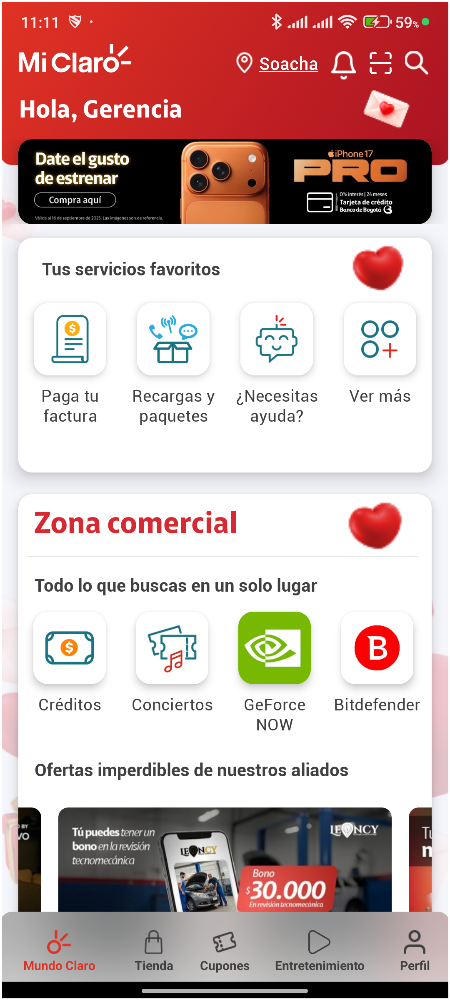 11:11
59%
Mi Claro
Soacha
Hola, Gerencia
Date el gusto
de estrenar
Compra aquí
Válida al 16 de septiembre de 2025. Las imágenes son de referencia.
iPhone 17
PRO
0% interés | 24 meses
Tarjeta de crédito
Banco de Bogotá
Tus servicios favoritos
Paga tu
factura
Recargas y
paquetes
¿Necesitas
ayuda?
Ver más
Zona comercial
Todo lo que buscas en un solo lugar
B
Créditos
Conciertos
GeForce
NOW
Bitdefender
Ofertas imperdibles de nuestros aliados
BY
VO
Tú puedes tener un
bono en la revisión
tecnomecánica
LEONCY
LEONCY
Bono
$30.000
En revisión tecnomecánica
Mundo Claro
Tienda
Cupones
Entretenimiento
Perfil